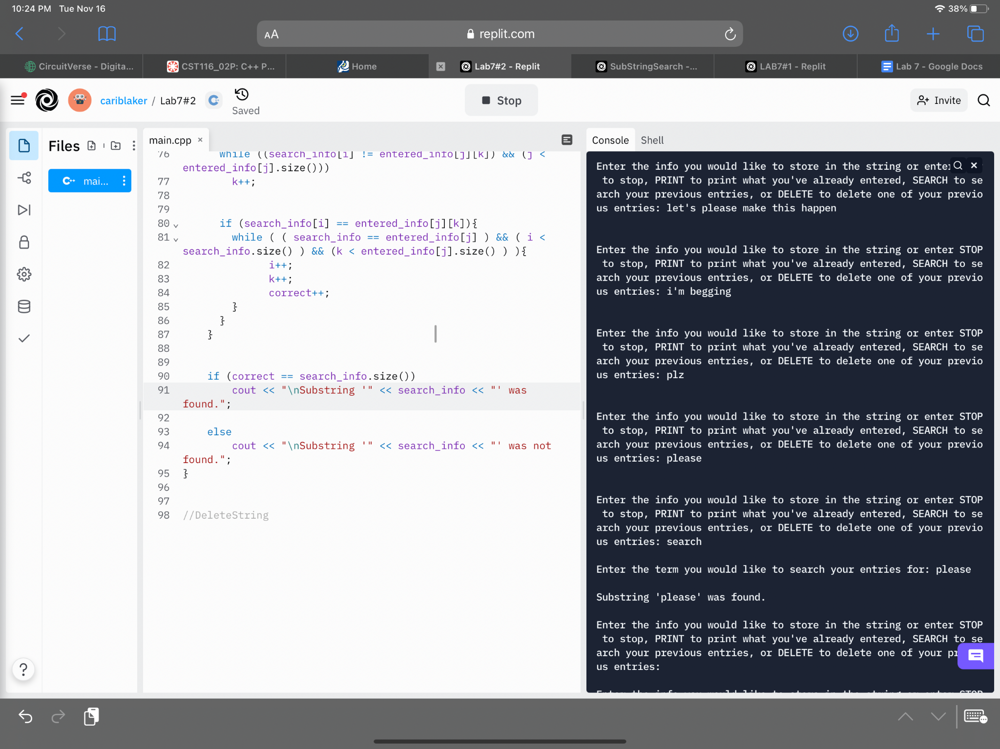 10:24 PM Tue Nov 16
38%
AA
replit.com
CircuitVerse - Digita...
CST116_02P: C++ P...
Home
Lab7#2 - Replit
SubStringSearch -...
LAB7#1 - Replit
Lab 7 - Google Docs
cariblaker / Lab7#2
Saved
Stop
Invite
Files
mai...
main.cpp
76 while ((search_info[i] != entered_info[j][k]) && (j <
entered_info[j].size()))
77 k++;
78
79
80 if (search_info[i] == entered_info[j][k]){
81 while ( ( search_info == entered_info[j] ) && ( i <
search_info.size() ) && (k < entered_info[j].size() ) ){
82 i++;
83 k++;
84 correct++;
85 }
86 }
87 }
88
89
90 if (correct == search_info.size())
91 cout << "\nSubstring '" << search_info << "' was
found.";
92
93 else
94 cout << "\nSubstring '" << search_info << "' was not
found.";
95 }
96
97
98 //DeleteString
Console
Shell
Enter the info you would like to store in the string or enter
to stop, PRINT to print what you've already entered, SEARCH to se
arch your previous entries, or DELETE to delete one of your previo
us entries: let's please make this happen
Enter the info you would like to store in the string or enter STOP
to stop, PRINT to print what you've already entered, SEARCH to se
arch your previous entries, or DELETE to delete one of your previo
us entries: i'm begging
Enter the info you would like to store in the string or enter STOP
to stop, PRINT to print what you've already entered, SEARCH to se
arch your previous entries, or DELETE to delete one of your previo
us entries: plz
Enter the info you would like to store in the string or enter STOP
to stop, PRINT to print what you've already entered, SEARCH to se
arch your previous entries, or DELETE to delete one of your previo
us entries: please
Enter the info you would like to store in the string or enter STOP
to stop, PRINT to print what you've already entered, SEARCH to se
arch your previous entries, or DELETE to delete one of your previo
us entries: search
Enter the term you would like to search your entries for: please
Substring 'please' was found.
Enter the info you would like to store in the string or enter STOP
to stop, PRINT to print what you've already entered, SEARCH to se
arch your previous entries, or DELETE to delete one of your pr
us entries:
?